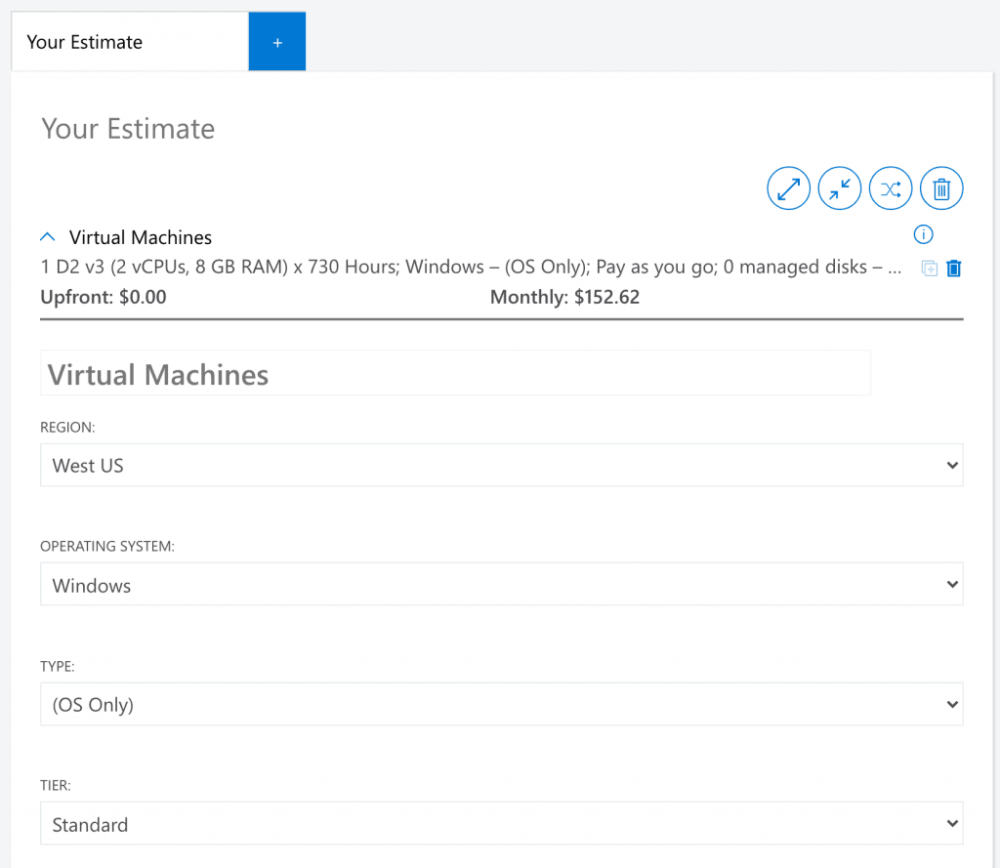 Your Estimate
+
Your Estimate
Virtual Machines
1 D2 v3 (2 vCPUs, 8 GB RAM) x 730 Hours; Windows – (OS Only); Pay as you go; 0 managed disks – ...
Upfront: $0.00 Monthly: $152.62
Virtual Machines
REGION:
West US
OPERATING SYSTEM:
Windows
TYPE:
(OS Only)
TIER:
Standard